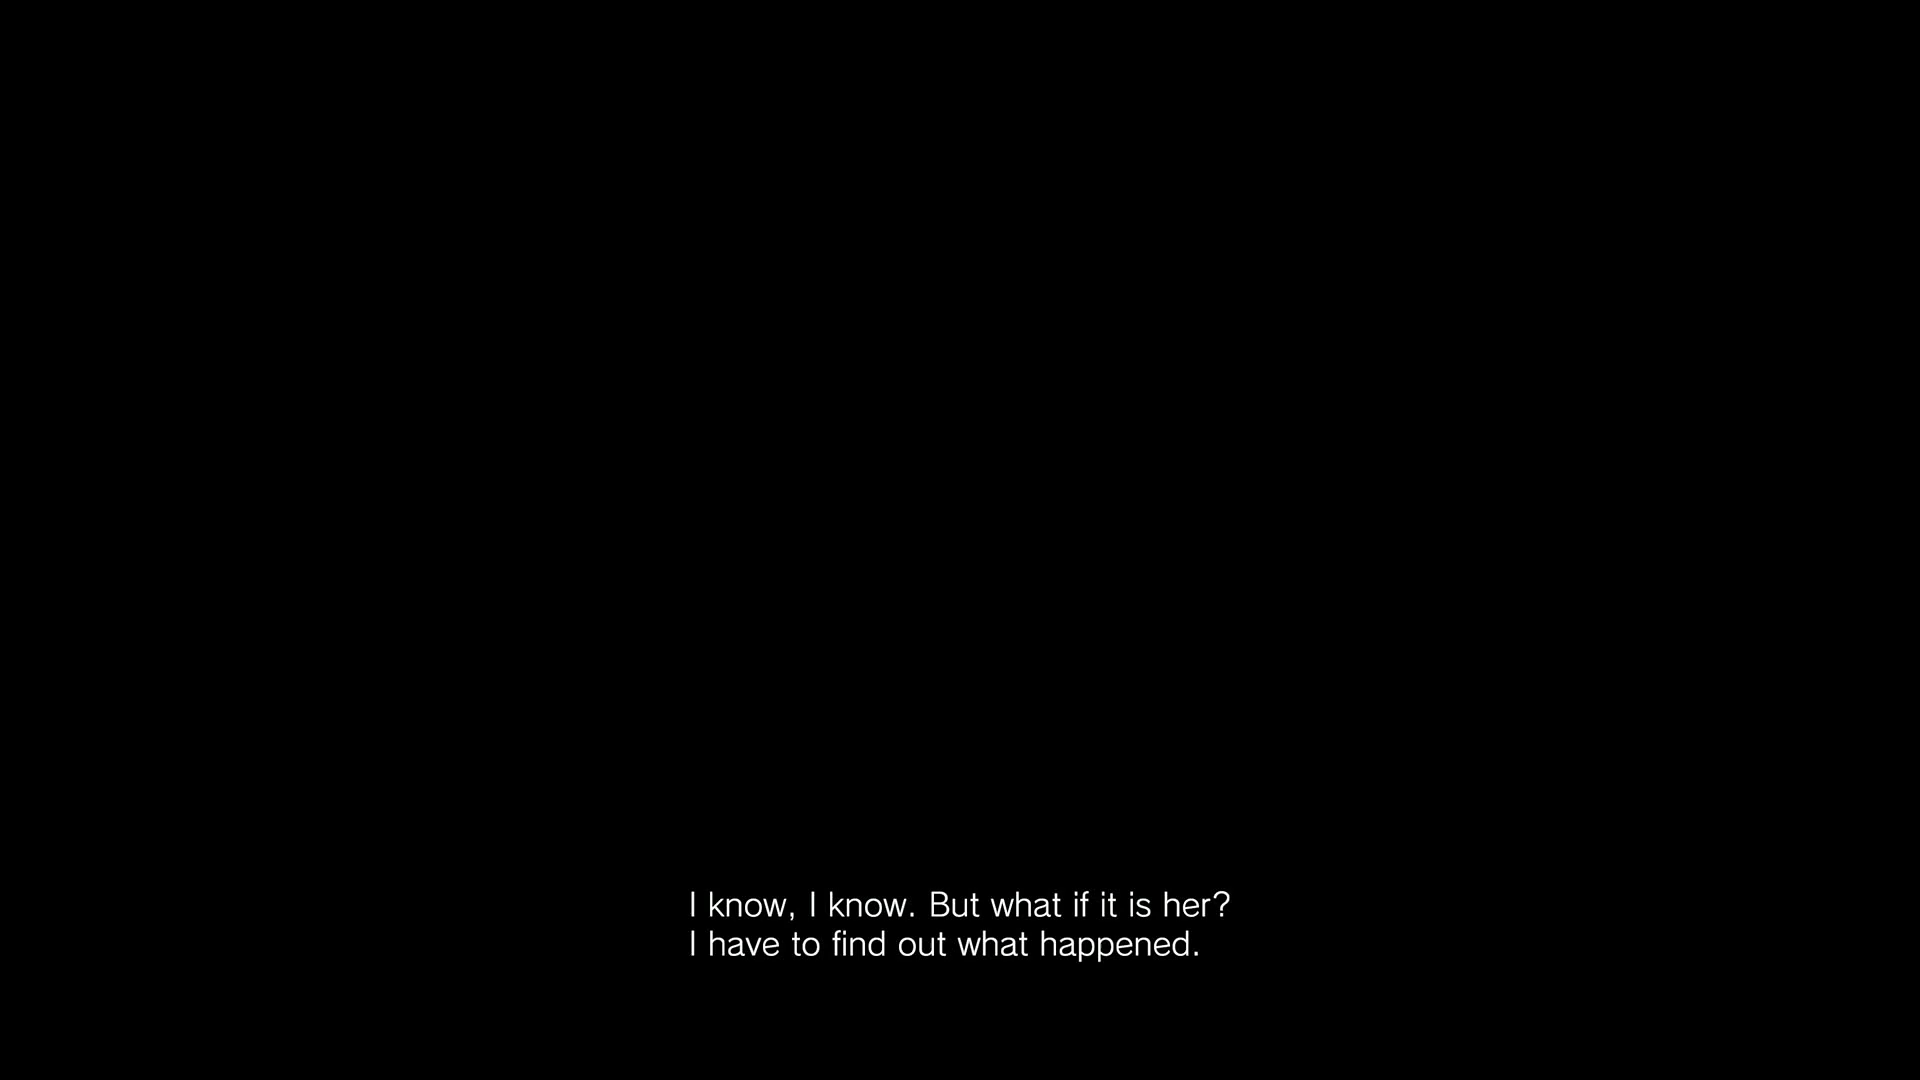 I know, I know. But what if it is her?
I have to find out what happened.